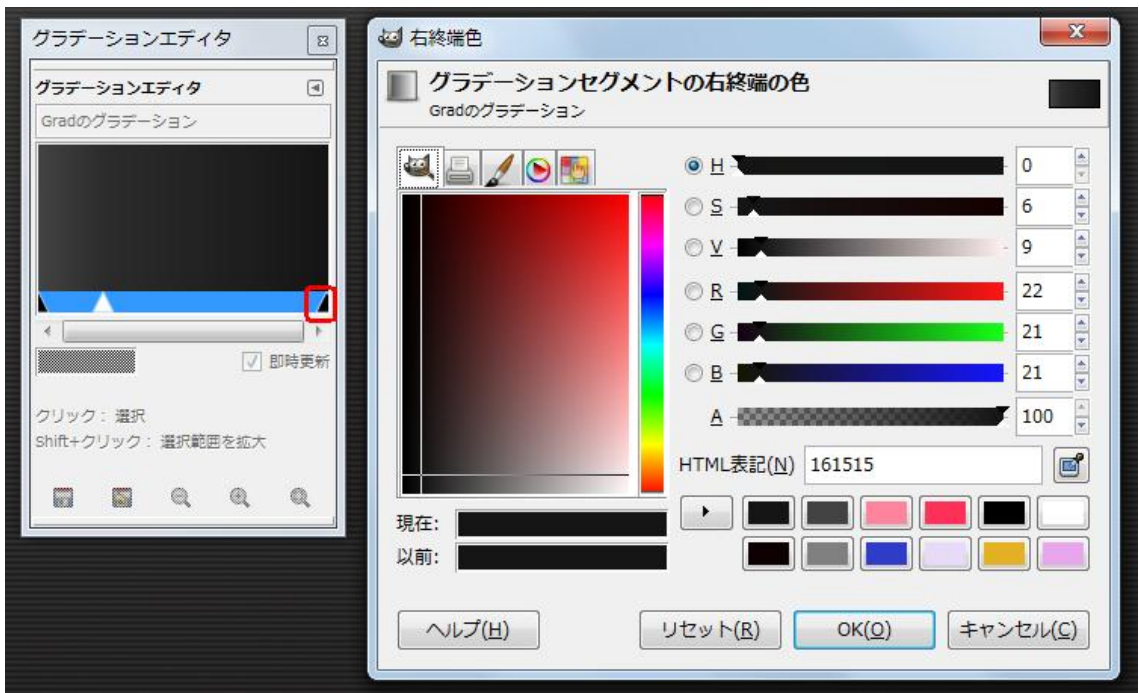 グラデーションエディタ
グラデーションエディタ
Gradのグラデーション
即時更新
クリック： 選択
Shift+クリック： 選択範囲を拡大
右終端色
グラデーションセグメントの右終端の色
Gradのグラデーション
H 0
S 6
V 9
R 22
G 21
B 21
A 100
HTML表記(N) 161515
現在:
以前:
ヘルプ(H) リセット(R) OK(O) キャンセル(C)